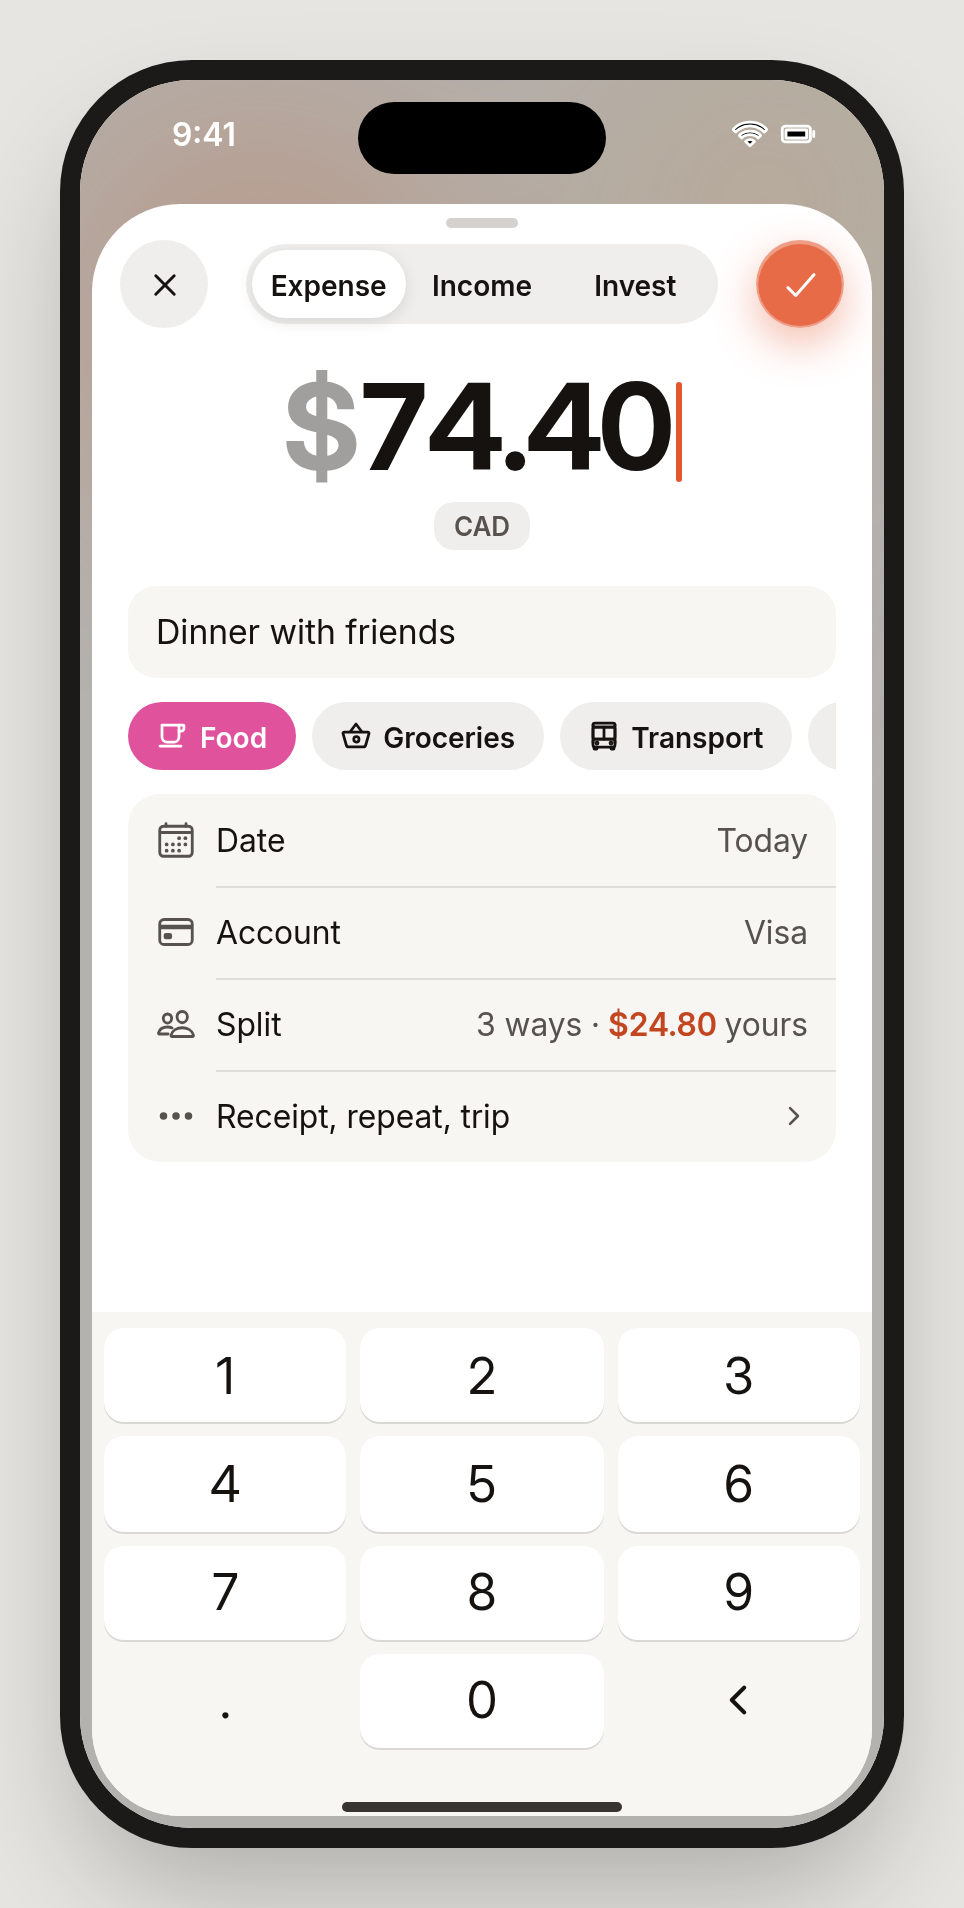 9:41
Expense Income Invest
$74.40
CAD
Dinner with friends
Food Groceries Transport
Date Today
Account Visa
Split 3 ways · $24.80 yours
Receipt, repeat, trip
1 2 3
4 5 6
7 8 9
. 0